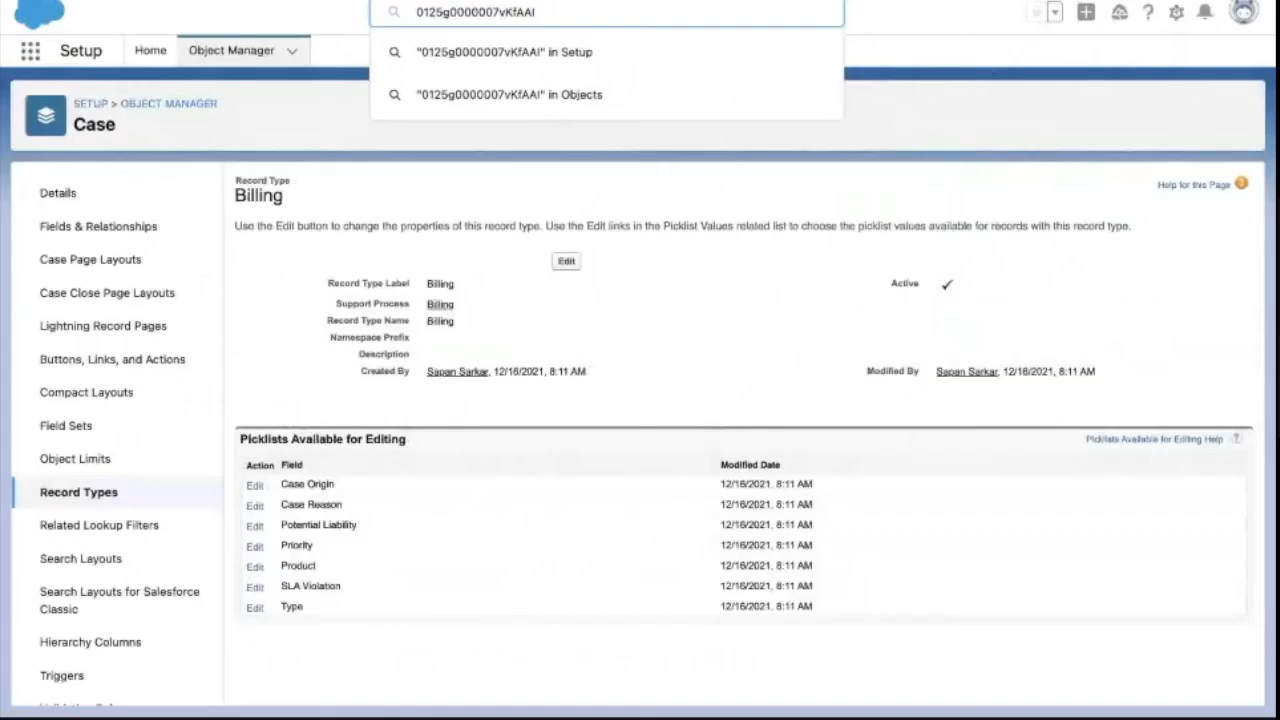 0125g0000007vKfAAI
Setup Home Object Manager
"0125g0000007vKfAAI" in Setup
"0125g0000007vKfAAI" in Objects
SETUP > OBJECT MANAGER
Case
Details
Fields & Relationships
Case Page Layouts
Case Close Page Layouts
Lightning Record Pages
Buttons, Links, and Actions
Compact Layouts
Field Sets
Object Limits
Record Types
Related Lookup Filters
Search Layouts
Search Layouts for Salesforce
Classic
Hierarchy Columns
Triggers
Record Type
Billing
Help for this Page
Use the Edit button to change the properties of this record type. Use the Edit links in the Picklist Values related list to choose the picklist values available for records with this record type.
Edit
Record Type Label Billing Active
Support Process Billing
Record Type Name Billing
Namespace Prefix
Description
Created By Sapan Sarkar, 12/16/2021, 8:11 AM Modified By Sapan Sarkar, 12/16/2021, 8:11 AM
Picklists Available for Editing Picklists Available for Editing Help ?
Action Field Modified Date
Edit Case Origin 12/16/2021, 8:11 AM
Edit Case Reason 12/16/2021, 8:11 AM
Edit Potential Liability 12/16/2021, 8:11 AM
Edit Priority 12/16/2021, 8:11 AM
Edit Product 12/16/2021, 8:11 AM
Edit SLA Violation 12/16/2021, 8:11 AM
Edit Type 12/16/2021, 8:11 AM